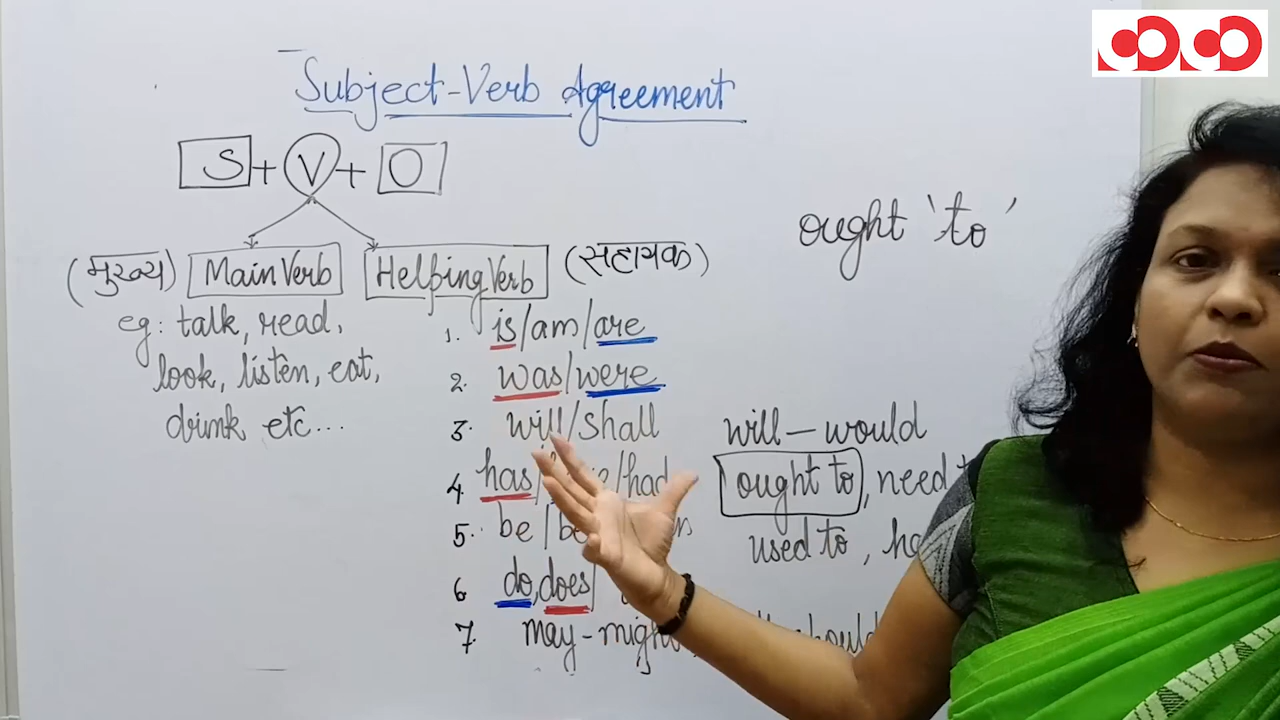 Subject-Verb Agreement
S + V + O
ought 'to'
(मुख्य) Main Verb Helping Verb (सहायक)
eg: talk, read,
look, listen, eat,
drink etc...
1. is/am/are
2. was/were
3. will/shall
4 has/ /had
5. be/
6 do,does/
7. may-might
will-would
ought to, need
used to,
should